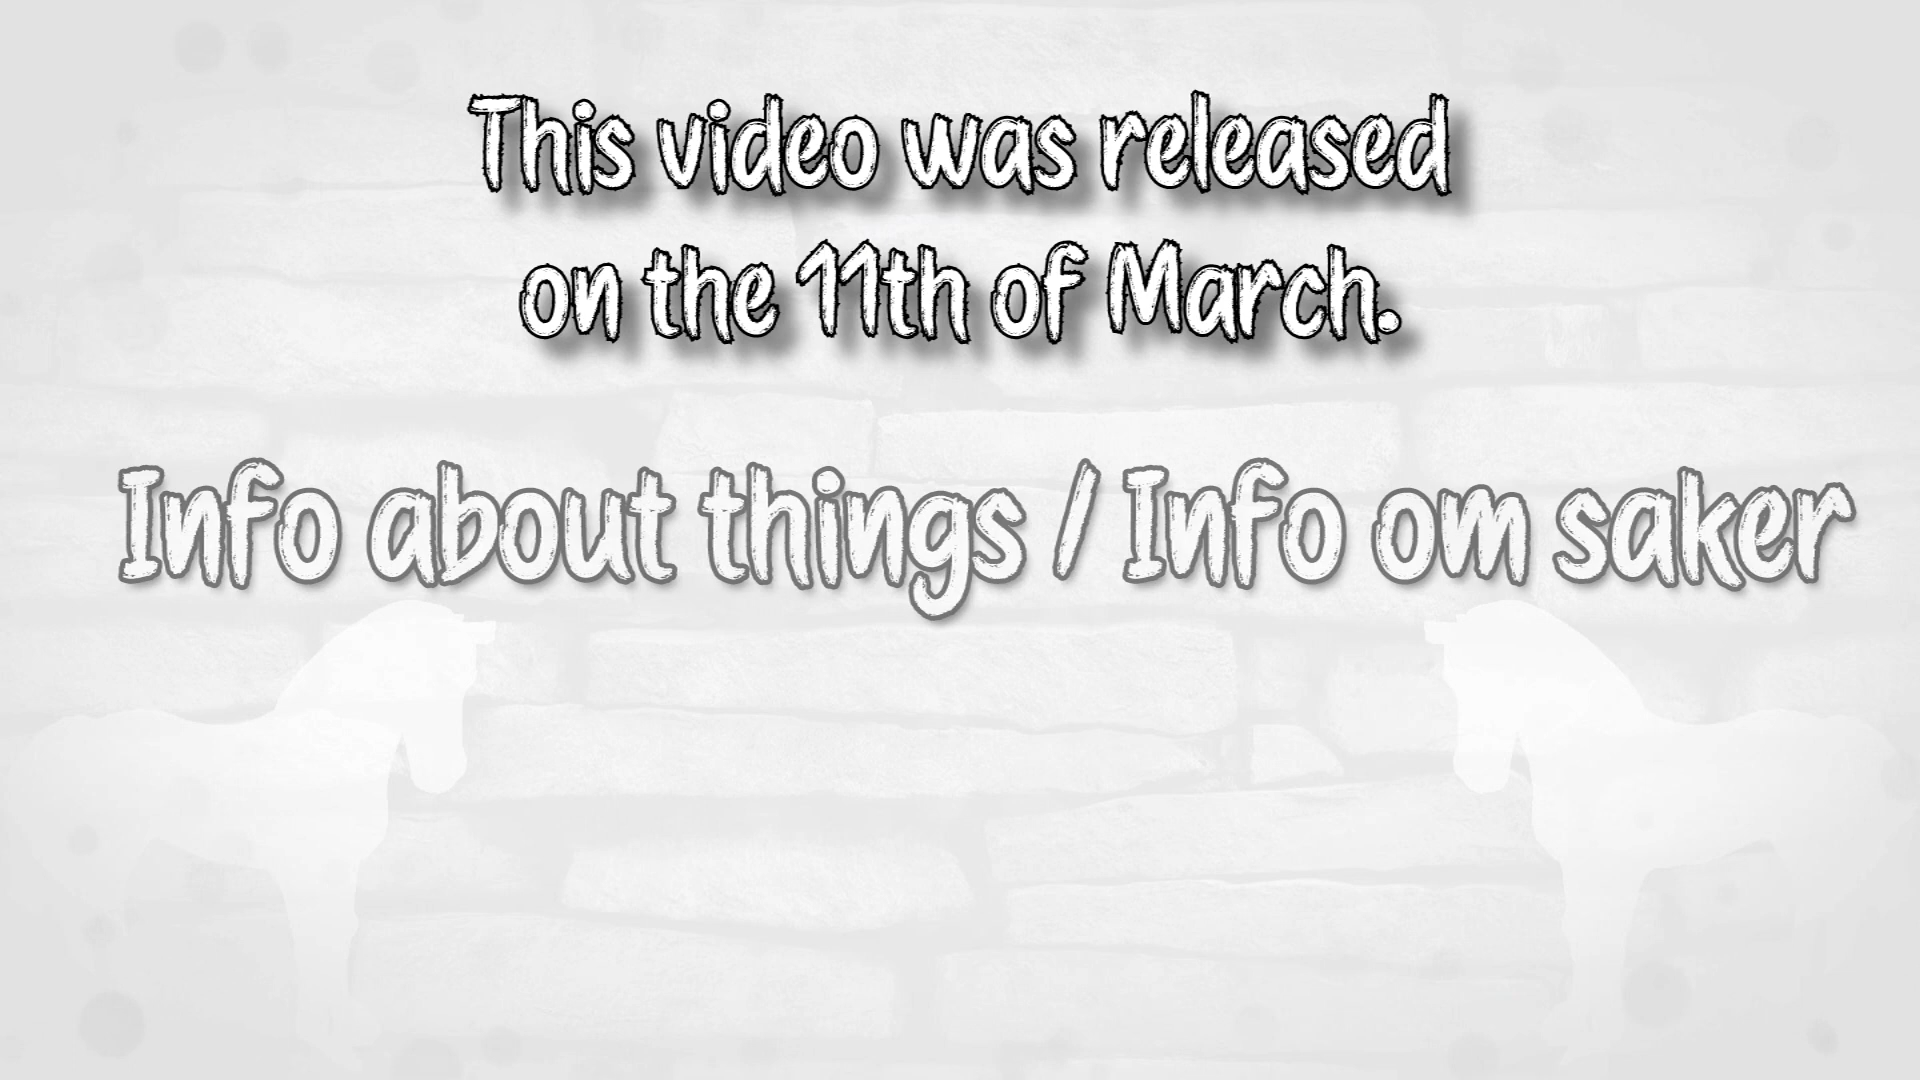 This video was released
on the 11th of March.
Info about things / Info om saker